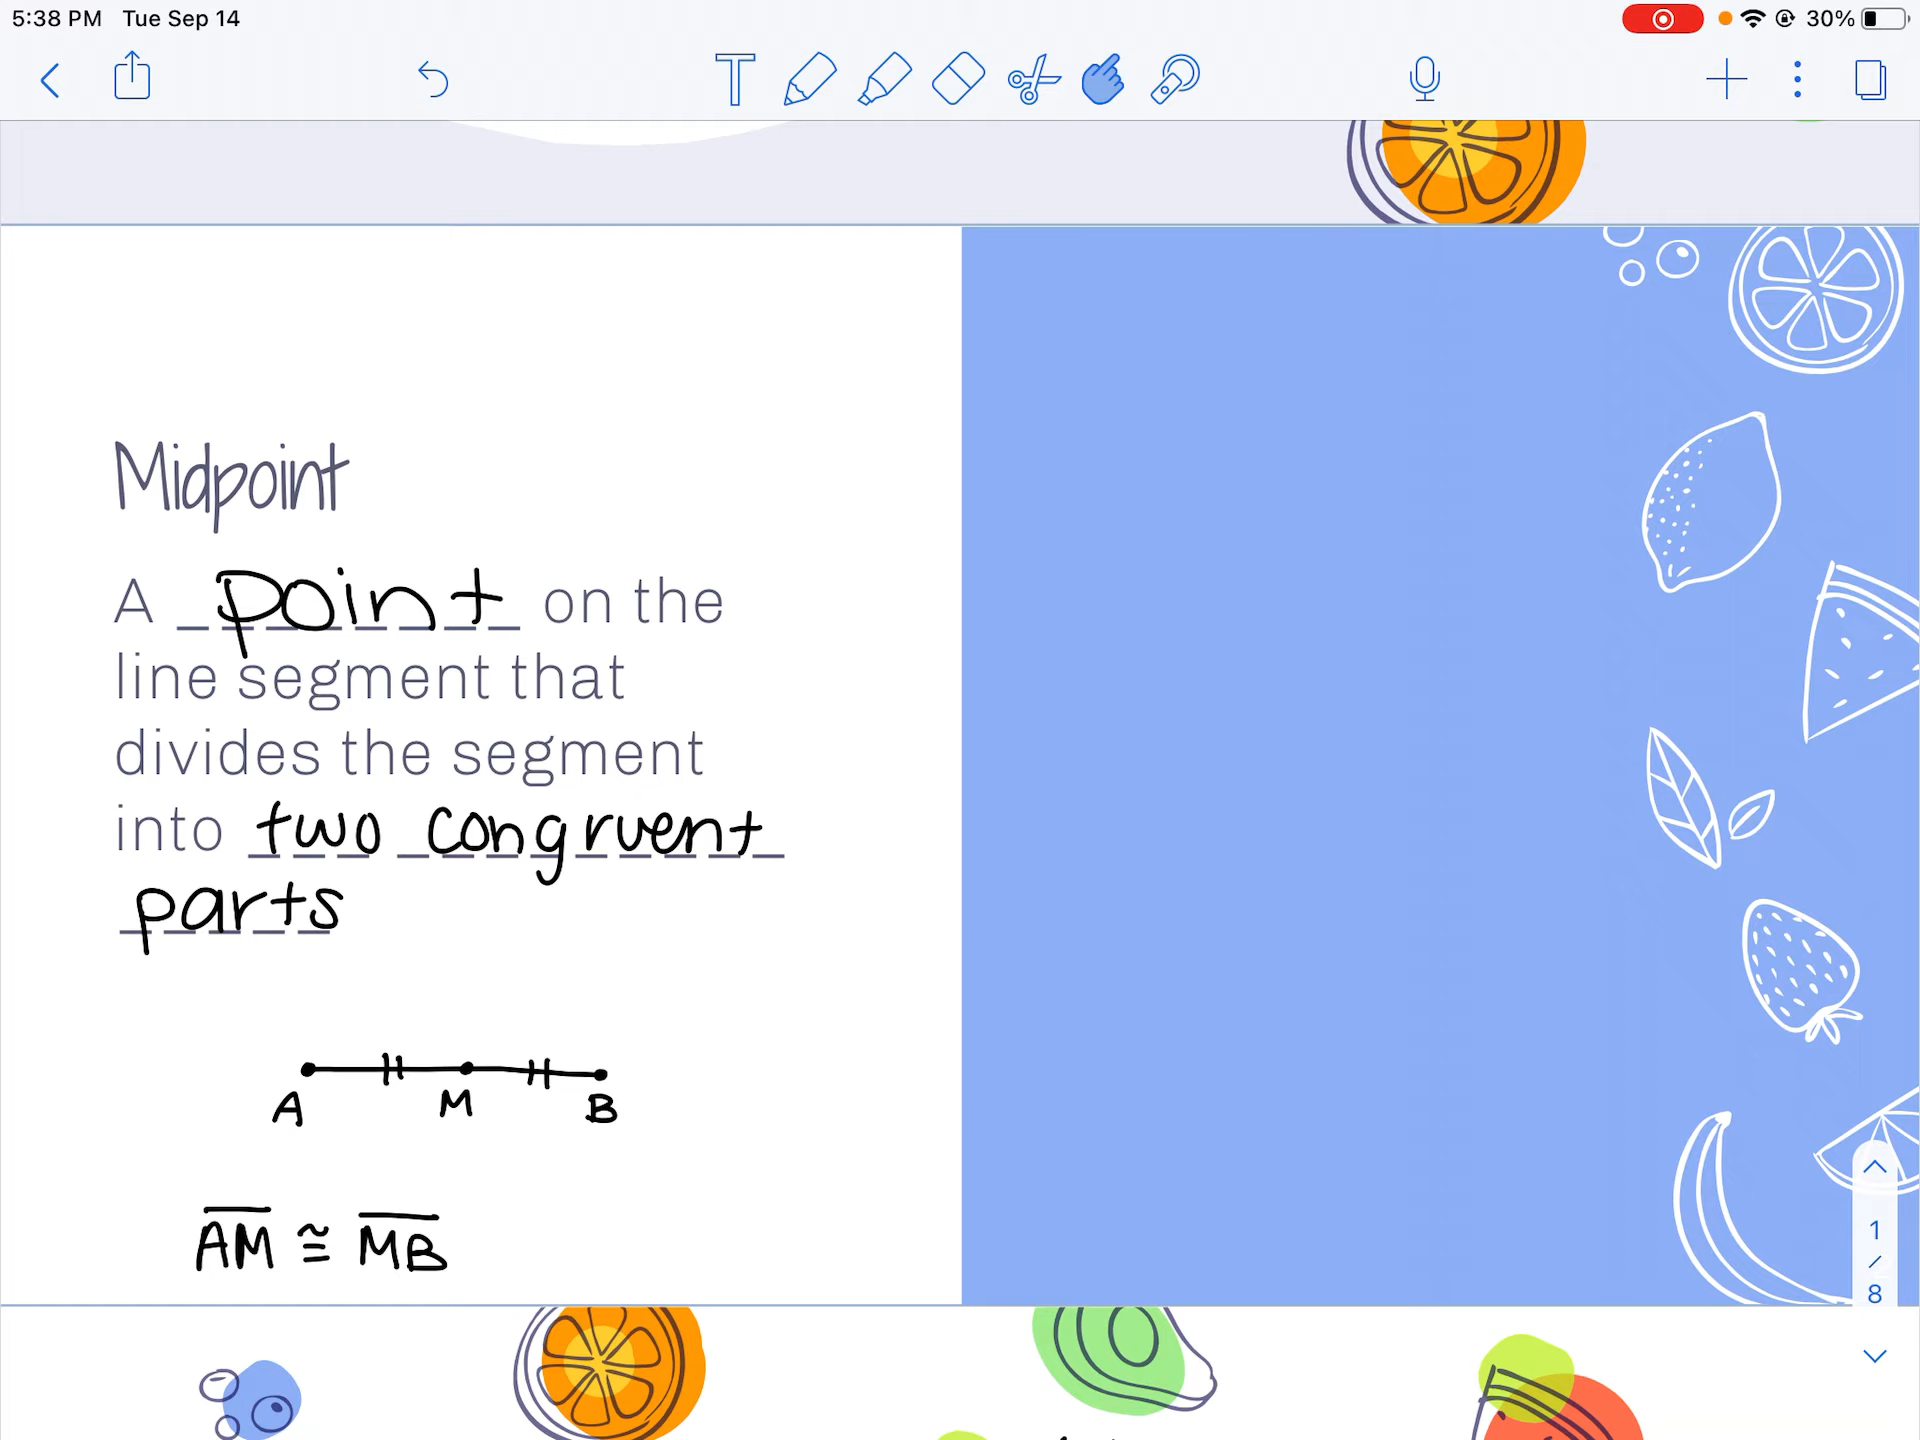 5:38 PM Tue Sep 14
30%
T
Midpoint
A point on the
line segment that
divides the segment
into two congruent
parts
A M B
AM ≅ MB
1
/
8